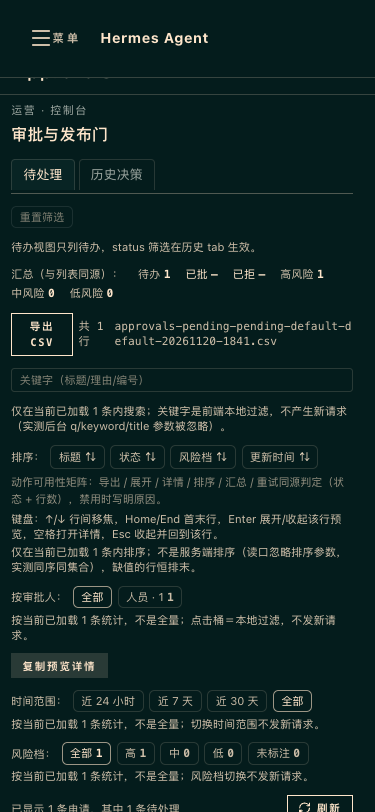 菜单
Hermes Agent
运营 · 控制台
审批与发布门
待处理
历史决策
重置筛选
待办视图只列待办，status 筛选在历史 tab 生效。
汇总（与列表同源）： 待办 1 已批 — 已拒 — 高风险 1
中风险 0 低风险 0
导出
CSV
共 1
行
approvals-pending-pending-default-d
efault-20261120-1841.csv
关键字（标题/理由/编号）
仅在当前已加载 1 条内搜索；关键字是前端本地过滤，不产生新请求
（实测后台 q/keyword/title 参数被忽略）。
排序： 标题 ⇅ 状态 ⇅ 风险档 ⇅ 更新时间 ⇅
动作可用性矩阵：导出 / 展开 / 详情 / 排序 / 汇总 / 重试同源判定（状
态 + 行数），禁用时写明原因。
键盘：↑/↓ 行间移焦，Home/End 首末行，Enter 展开/收起该行预
览，空格打开详情，Esc 收起并回到该行。
仅在当前已加载 1 条内排序；不是服务端排序（读口忽略排序参数，
实测同序同集合），缺值的行恒排末。
按审批人： 全部 人员 · 1 1
按当前已加载 1 条统计，不是全量；点击桶＝本地过滤，不发新请
求。
复制预览详情
时间范围： 近 24 小时 近 7 天 近 30 天 全部
按当前已加载 1 条统计，不是全量；切换时间范围不发新请求。
风险档： 全部 1 高 1 中 0 低 0 未标注 0
按当前已加载 1 条统计，不是全量；风险档切换不发新请求。
已显示 1 条申请，其中 1 条待处理
刷新